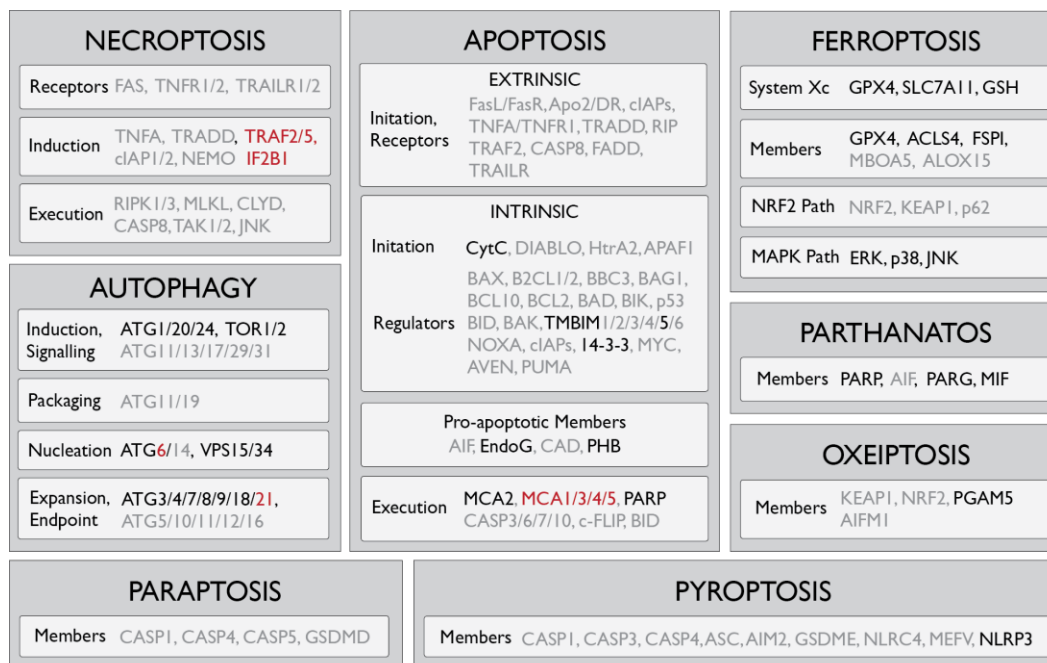 NECROPTOSIS
Receptors FAS, TNFR1/2, TRAILR1/2
Induction
TNFA, TRADD, TRAF2/5,
cIAP1/2, NEMO IF2B1
Execution
RIPK1/3, MLKL, CLYD,
CASP8, TAK1/2, JNK
AUTOPHAGY
Induction,
Signalling
ATG1/20/24, TOR1/2
ATG11/13/17/29/31
Packaging ATG11/19
Nucleation ATG6/14, VPS15/34
Expansion,
Endpoint
ATG3/4/7/8/9/18/21,
ATG5/10/11/12/16
APOPTOSIS
EXTRINSIC
Initation,
Receptors
FasL/FasR, Apo2/DR, cIAPs,
TNFA/TNFR1, TRADD, RIP
TRAF2, CASP8, FADD,
TRAILR
INTRINSIC
Initation CytC, DIABLO, HtrA2, APAF1
Regulators
BAX, B2CL1/2, BBC3, BAG1,
BCL10, BCL2, BAD, BIK, p53
BID, BAK, TMBIM1/2/3/4/5/6
NOXA, cIAPs, 14-3-3, MYC,
AVEN, PUMA
Pro-apoptotic Members
AIF, EndoG, CAD, PHB
Execution
MCA2, MCA1/3/4/5, PARP
CASP3/6/7/10, c-FLIP, BID
FERROPTOSIS
System Xc GPX4, SLC7A11, GSH
Members
GPX4, ACLS4, FSPI,
MBOA5, ALOX15
NRF2 Path NRF2, KEAP1, p62
MAPK Path ERK, p38, JNK
PARTHANATOS
Members PARP, AIF, PARG, MIF
OXEIPTOSIS
Members
KEAP1, NRF2, PGAM5
AIFM1
PARAPTOSIS
Members CASP1, CASP4, CASP5, GSDMD
PYROPTOSIS
Members CASP1, CASP3, CASP4, ASC, AIM2, GSDME, NLRC4, MEFV, NLRP3